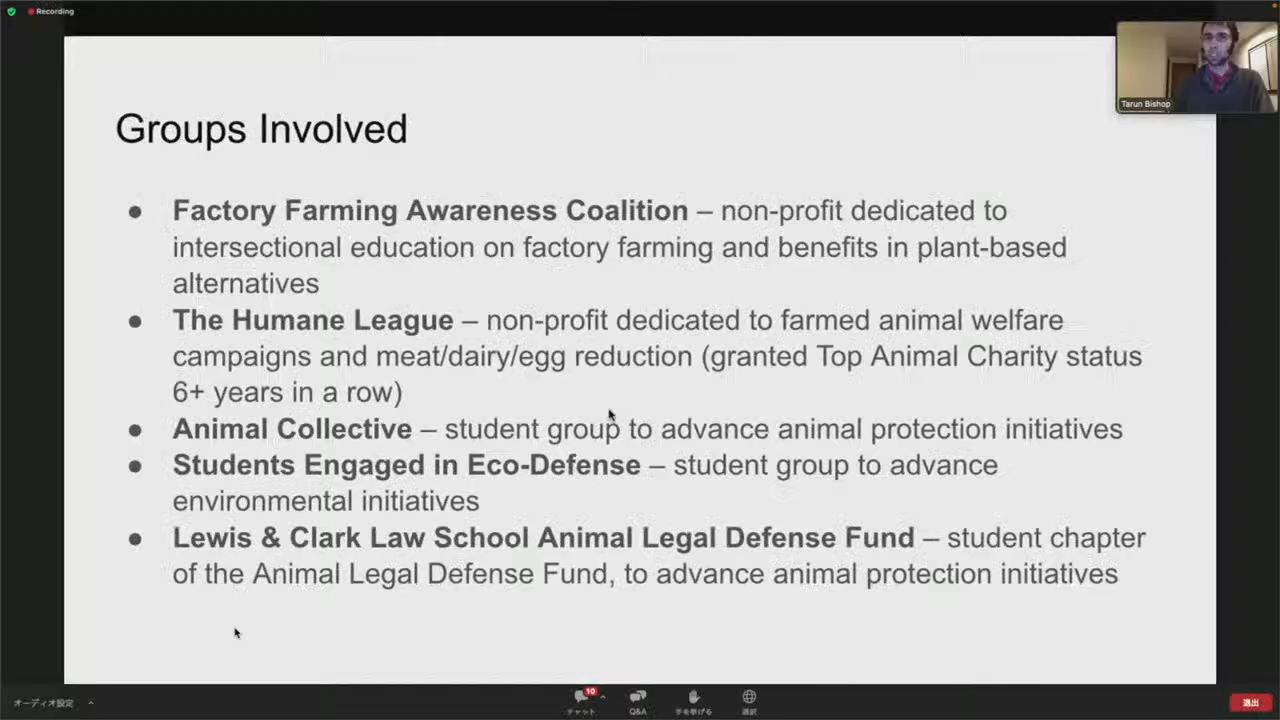 Recording
Tarun Bishop
Groups Involved
● Factory Farming Awareness Coalition – non-profit dedicated to
intersectional education on factory farming and benefits in plant-based
alternatives
● The Humane League – non-profit dedicated to farmed animal welfare
campaigns and meat/dairy/egg reduction (granted Top Animal Charity status
6+ years in a row)
● Animal Collective – student group to advance animal protection initiatives
● Students Engaged in Eco-Defense – student group to advance
environmental initiatives
● Lewis & Clark Law School Animal Legal Defense Fund – student chapter
of the Animal Legal Defense Fund, to advance animal protection initiatives
オーディオ設定
10
チャット
Q&A
手を挙げる
通訳
退出